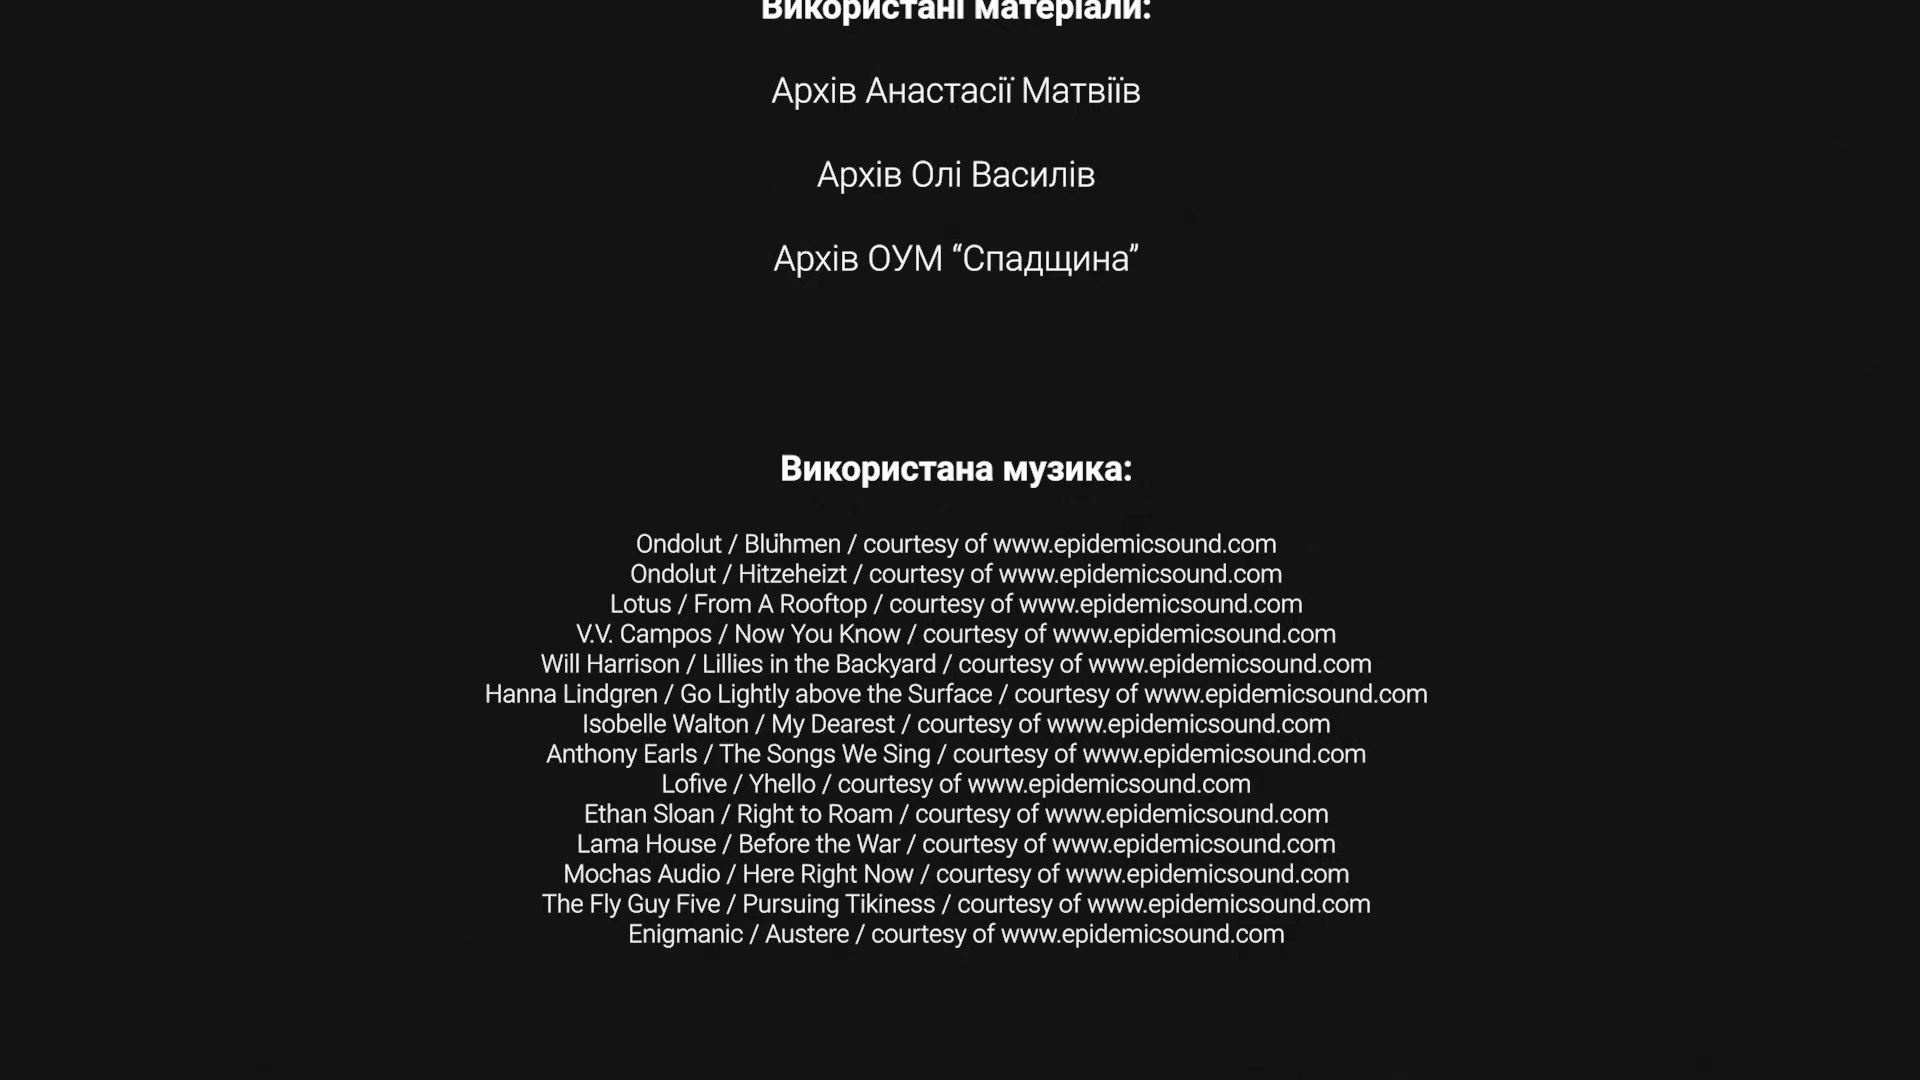 Використані матеріали:
Архів Анастасії Матвіїв
Архів Олі Василів
Архів ОУМ “Спадщина”
Використана музика:
Ondolut / Blühmen / courtesy of www.epidemicsound.com
Ondolut / Hitzeheizt / courtesy of www.epidemicsound.com
Lotus / From A Rooftop / courtesy of www.epidemicsound.com
V.V. Campos / Now You Know / courtesy of www.epidemicsound.com
Will Harrison / Lillies in the Backyard / courtesy of www.epidemicsound.com
Hanna Lindgren / Go Lightly above the Surface / courtesy of www.epidemicsound.com
Isobelle Walton / My Dearest / courtesy of www.epidemicsound.com
Anthony Earls / The Songs We Sing / courtesy of www.epidemicsound.com
Lofive / Yhello / courtesy of www.epidemicsound.com
Ethan Sloan / Right to Roam / courtesy of www.epidemicsound.com
Lama House / Before the War / courtesy of www.epidemicsound.com
Mochas Audio / Here Right Now / courtesy of www.epidemicsound.com
The Fly Guy Five / Pursuing Tikiness / courtesy of www.epidemicsound.com
Enigmanic / Austere / courtesy of www.epidemicsound.com